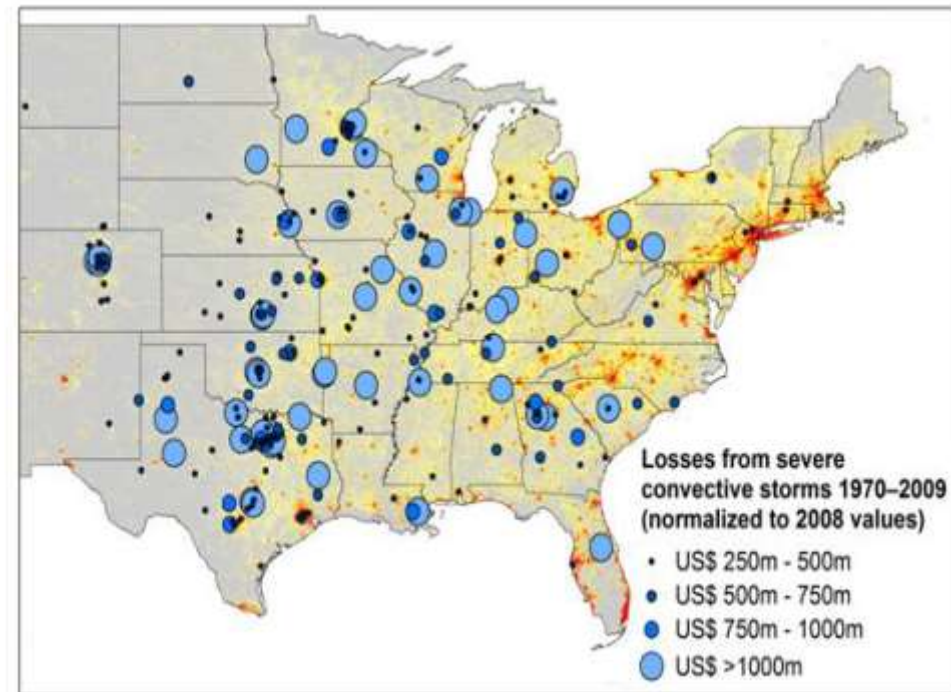 Losses from severe
convective storms 1970–2009
(normalized to 2008 values)
US$ 250m - 500m
US$ 500m - 750m
US$ 750m - 1000m
US$ >1000m